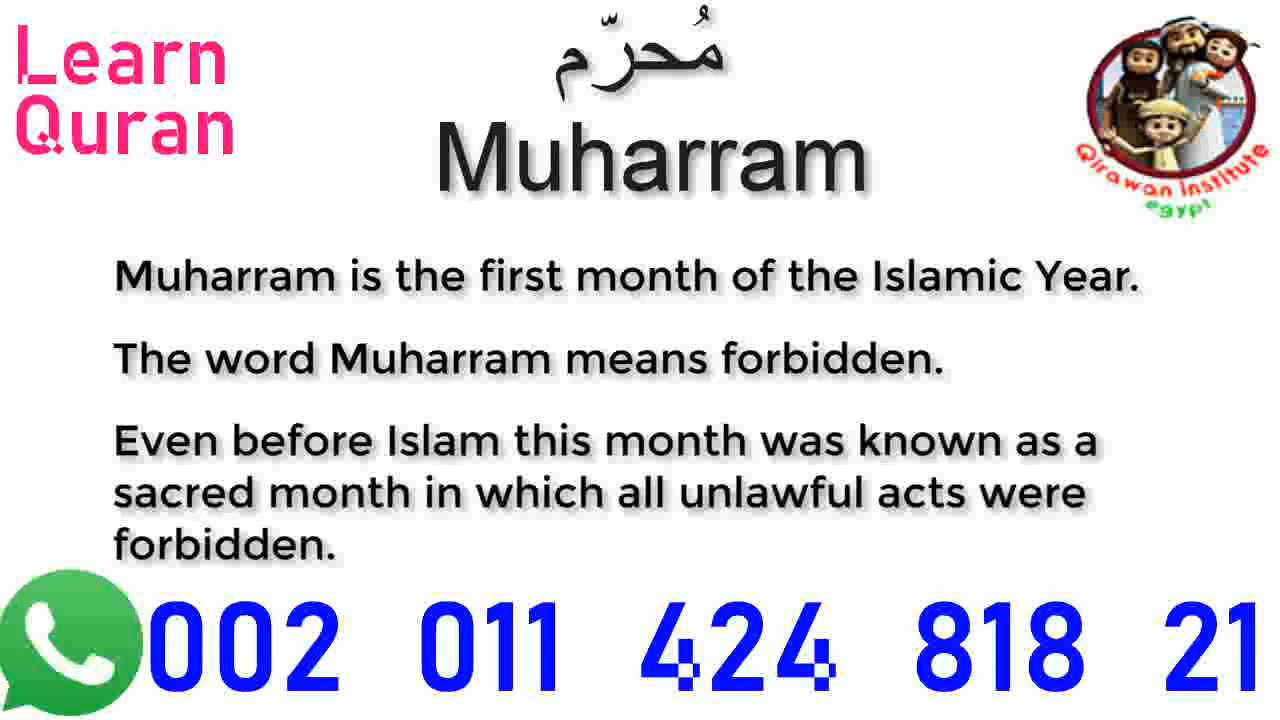 Learn
Quran
مُحرّم
Muharram
Qirawan institute
egypt
Muharram is the first month of the Islamic Year.
The word Muharram means forbidden.
Even before Islam this month was known as a
sacred month in which all unlawful acts were
forbidden.
002 011 424 818 21